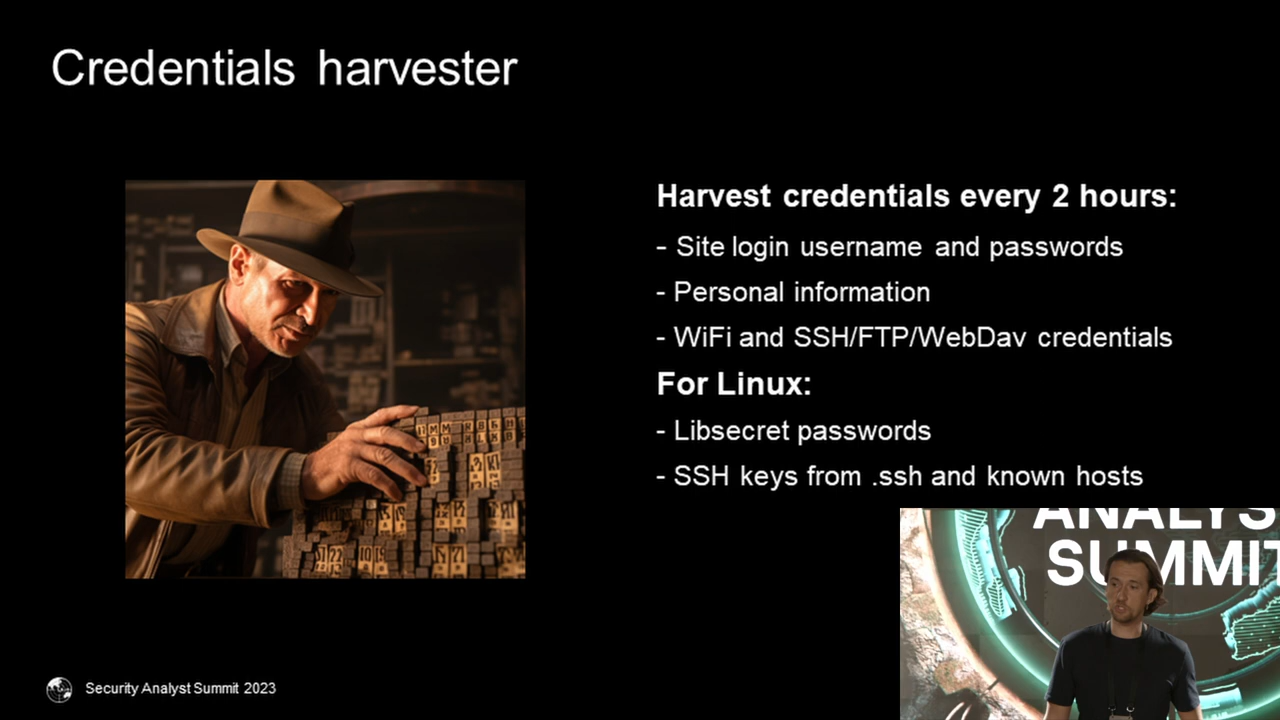 Credentials harvester
Harvest credentials every 2 hours:
- Site login username and passwords
- Personal information
- WiFi and SSH/FTP/WebDav credentials
For Linux:
- Libsecret passwords
- SSH keys from .ssh and known hosts
ANALYS
SUMMIT
Security Analyst Summit 2023